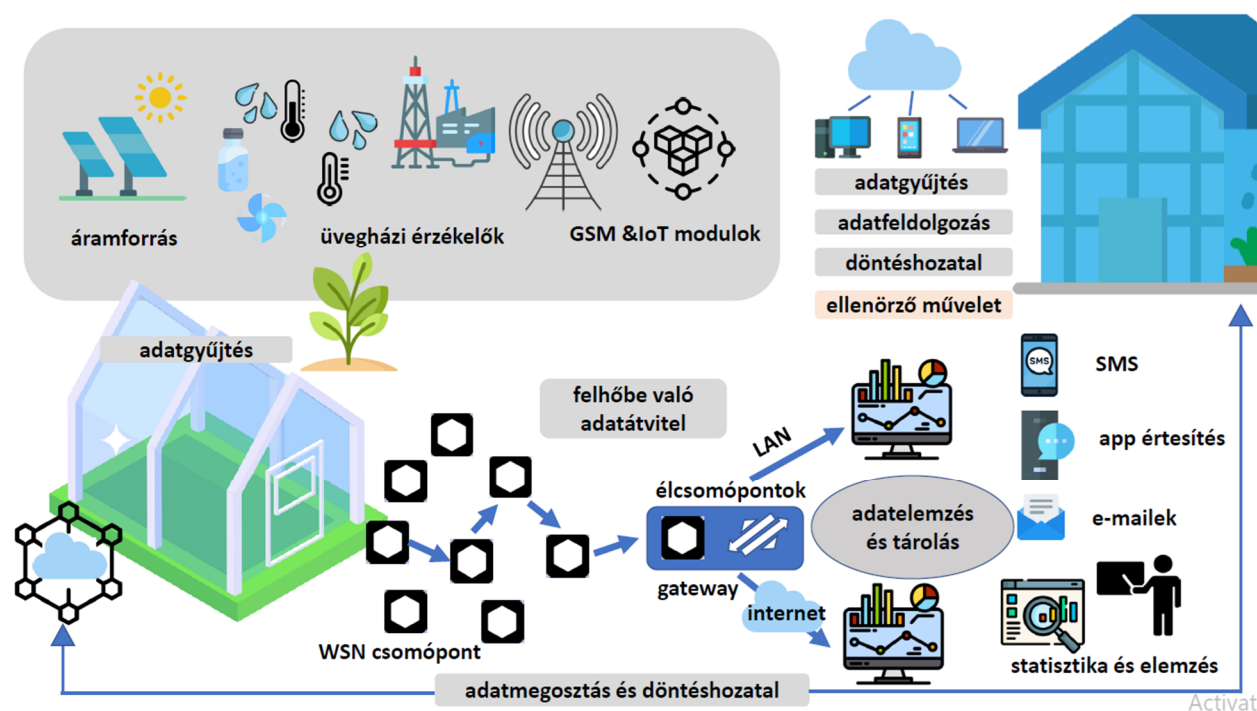 áramforrás
üvegházi érzékelők
GSM &IoT modulok
adatgyűjtés
adatfeldolgozás
döntéshozatal
ellenörző művelet
adatgyűjtés
felhőbe való
adatátvitel
LAN
élcsomópontok
gateway
internet
adatelemzés
és tárolás
SMS
SMS
app értesítés
e-mailek
statisztika és elemzés
WSN csomópont
adatmegosztás és döntéshozatal
Activat